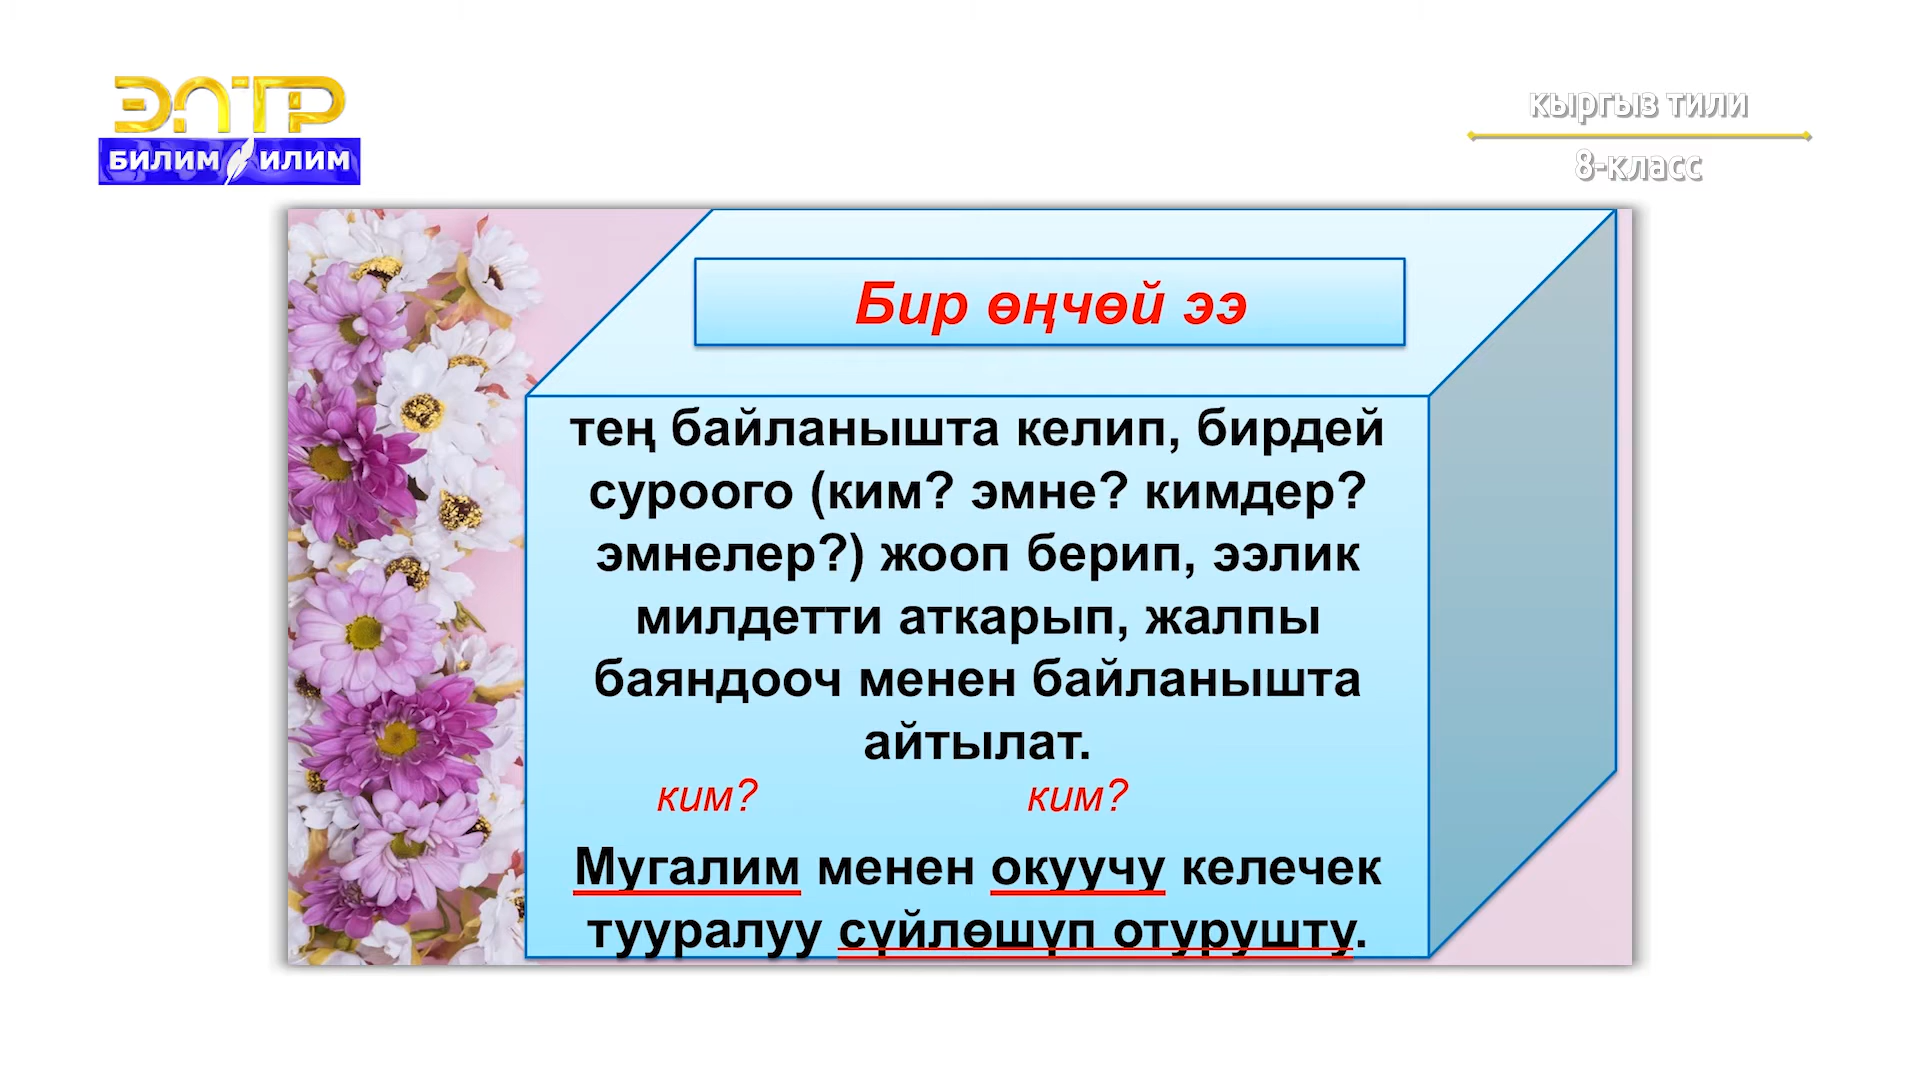 ЭЛТР
БИЛИМ ИЛИМ
кыргыз тили
8-класс
Бир өңчөй ээ
тең байланышта келип, бирдей
суроого (ким? эмне? кимдер?
эмнелер?) жооп берип, ээлик
милдетти аткарып, жалпы
баяндооч менен байланышта
айтылат.
ким? ким?
Мугалим менен окуучу келечек
тууралуу сүйлөшүп отурушту.